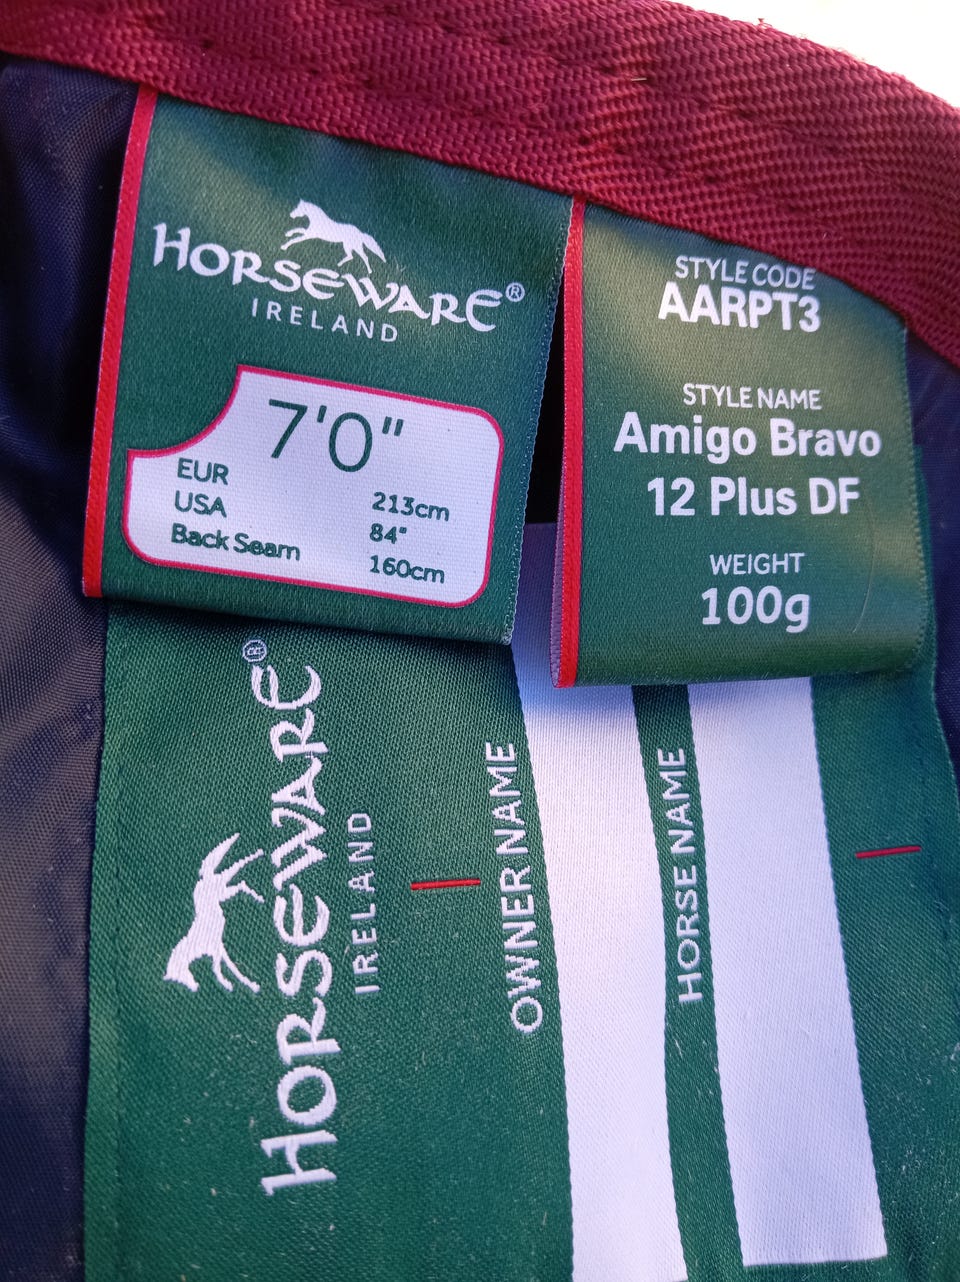 HORSEWARE®
IRELAND
7'0"
EUR 213cm
USA 84"
Back Seam 160cm
STYLE CODE
AARPT3
STYLE NAME
Amigo Bravo
12 Plus DF
WEIGHT
100g
HORSEWARE®
IRELAND
OWNER NAME
HORSE NAME